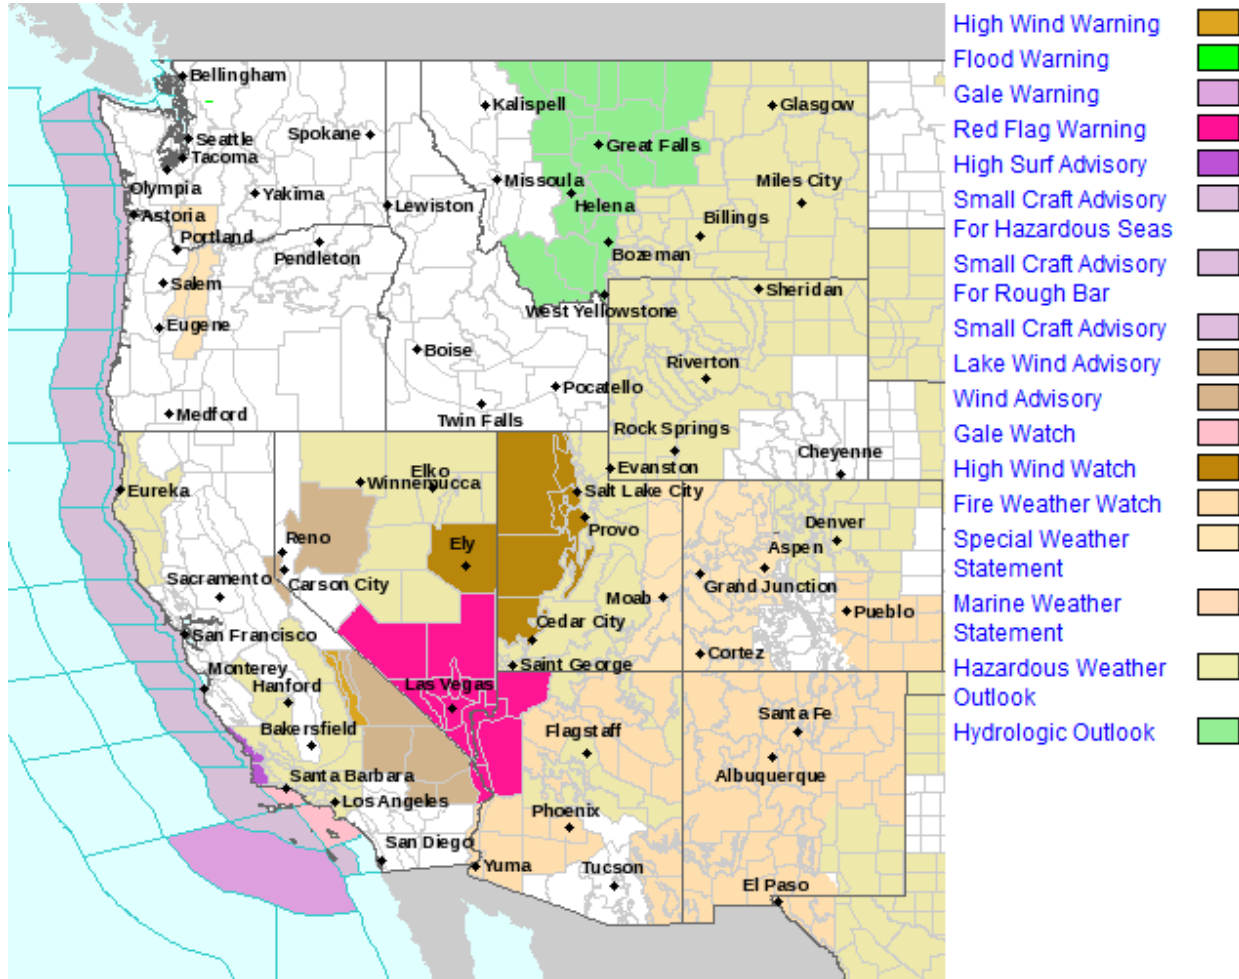 Bellingham
Kalispell
Glasgow
Seattle
Spokane
Great Falls
Tacoma
Missoula
Miles City
Olympia
Yakima
Lewiston
Helena
Astoria
Billings
Portland
Pendleton
Bozeman
Salem
Sheridan
West Yellowstone
Eugene
Boise
Riverton
Pocatello
Medford
Twin Falls
Rock Springs
Cheyenne
Elko
Evanston
Winnemucca
Eureka
Salt Lake City
Provo
Denver
Reno
Ely
Aspen
Sacramento
Carson City
Grand Junction
Moab
Pueblo
Cedar City
San Francisco
Cortez
Saint George
Monterey
Hanford
Las Vegas
Santa Fe
Bakersfield
Flagstaff
Albuquerque
Santa Barbara
Los Angeles
Phoenix
San Diego
Yuma
Tucson
El Paso
High Wind Warning
Flood Warning
Gale Warning
Red Flag Warning
High Surf Advisory
Small Craft Advisory
For Hazardous Seas
Small Craft Advisory
For Rough Bar
Small Craft Advisory
Lake Wind Advisory
Wind Advisory
Gale Watch
High Wind Watch
Fire Weather Watch
Special Weather
Statement
Marine Weather
Statement
Hazardous Weather
Outlook
Hydrologic Outlook